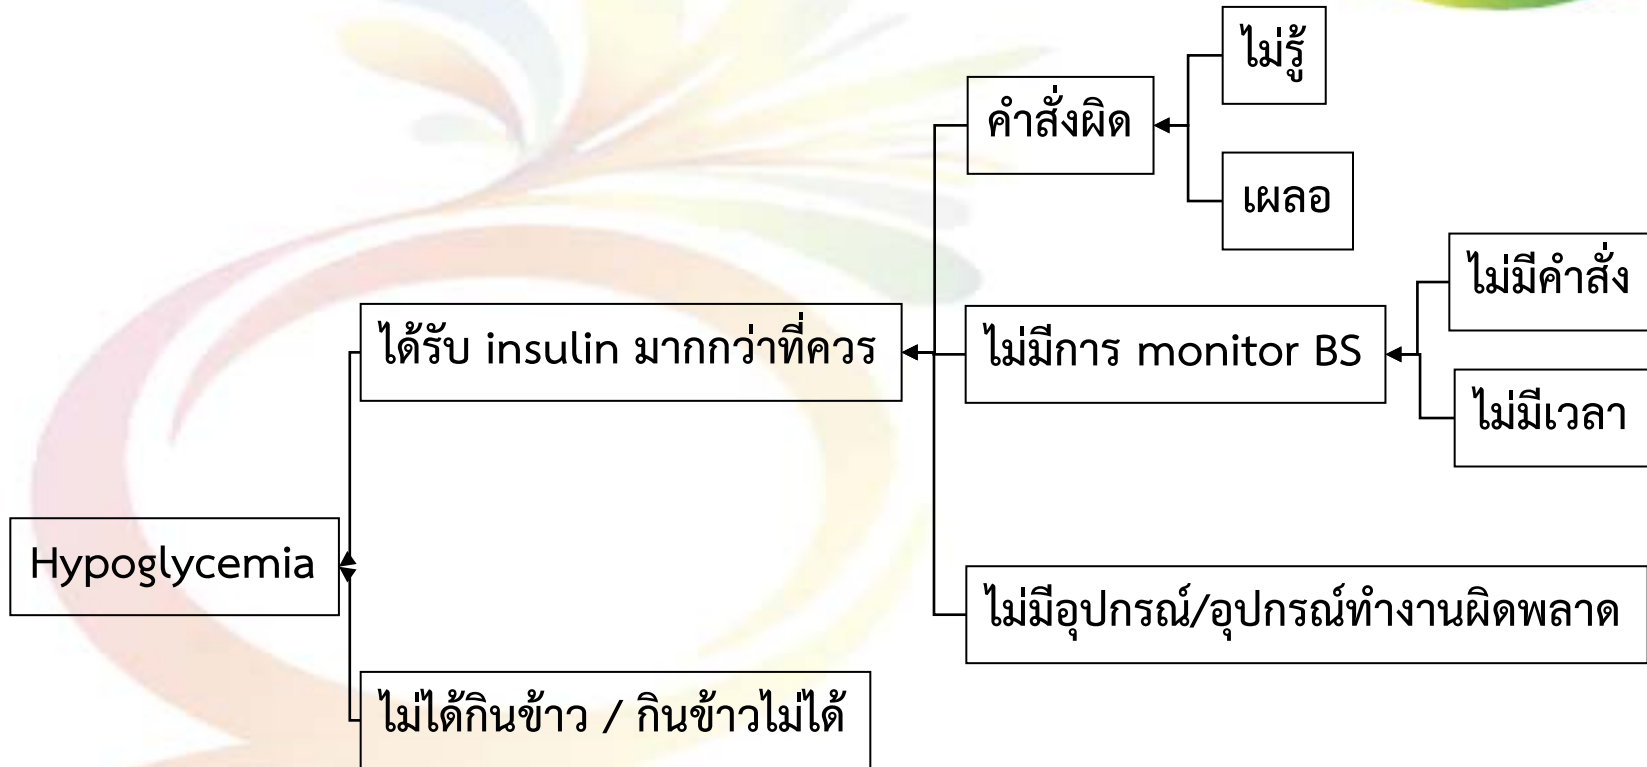 ไม่รู้
คำสั่งผิด
เผลอ
ไม่มีคำสั่ง
ได้รับ insulin มากกว่าที่ควร
ไม่มีการ monitor BS
ไม่มีเวลา
Hypoglycemia
ไม่มีอุปกรณ์/อุปกรณ์ทำงานผิดพลาด
ไม่ได้กินข้าว / กินข้าวไม่ได้